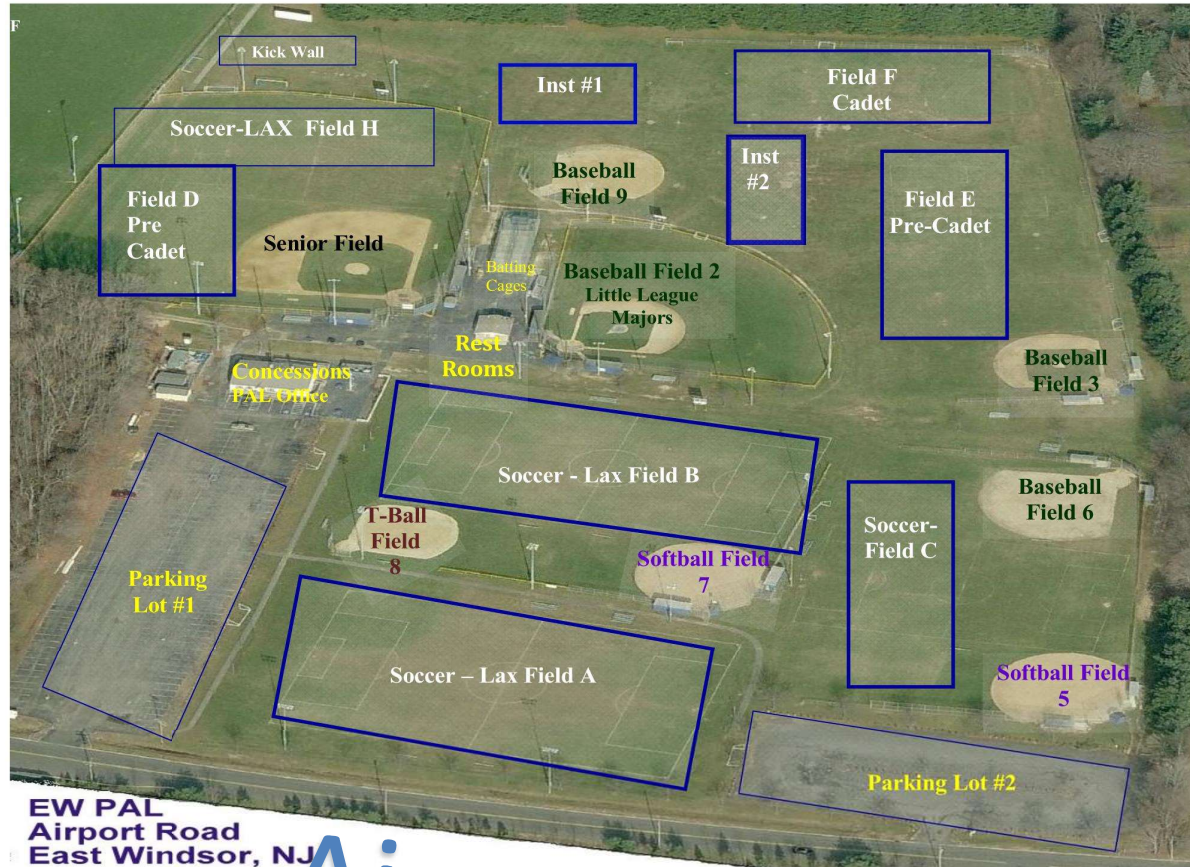 F
Kick Wall
Inst #1
Field F
Cadet
Soccer-LAX Field H
Inst
#2
Baseball
Field 9
Field D
Pre
Cadet
Field E
Pre-Cadet
Senior Field
Batting
Cages
Baseball Field 2
Little League
Majors
Rest
Rooms
Baseball
Field 3
Concessions
PAL Office
Soccer - Lax Field B
Baseball
Field 6
T-Ball
Field
8
Soccer-
Field C
Softball Field
7
Parking
Lot #1
Soccer – Lax Field A
Softball Field
5
Parking Lot #2
EW PAL
Airport Road
East Windsor, NJ
Ai